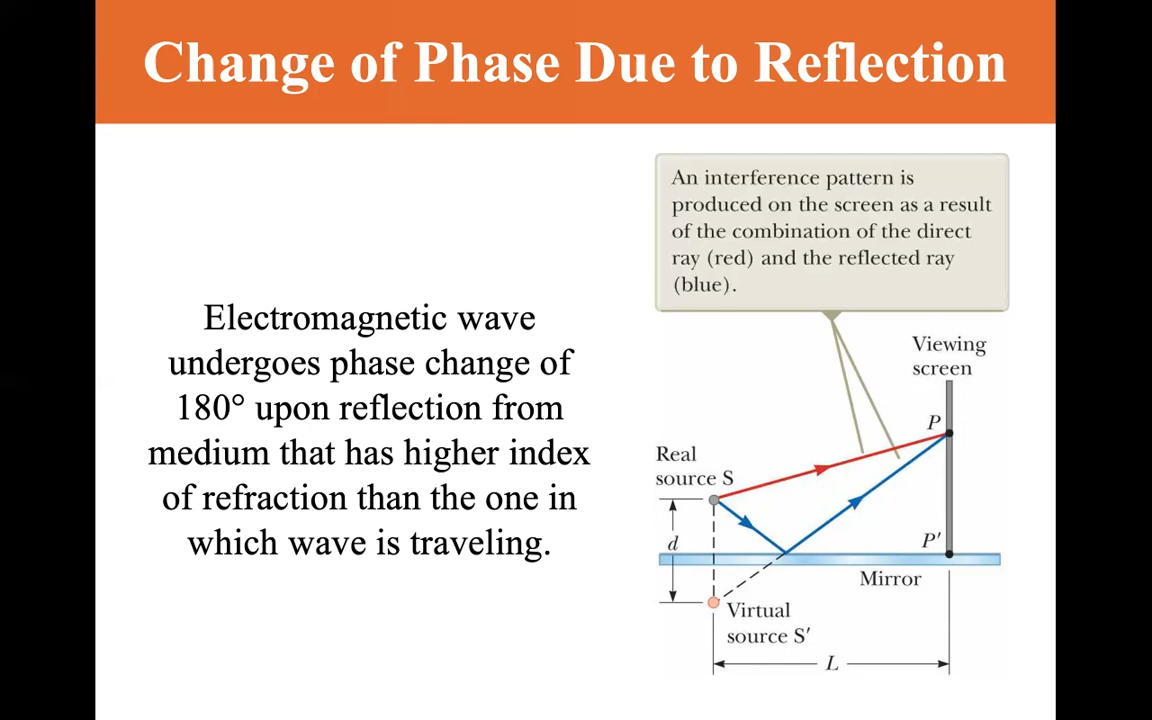 Change of Phase Due to Reflection
Electromagnetic wave
undergoes phase change of
180° upon reflection from
medium that has higher index
of refraction than the one in
which wave is traveling.
An interference pattern is
produced on the screen as a result
of the combination of the direct
ray (red) and the reflected ray
(blue).
Viewing
screen
P
Real
source S
d
P′
Mirror
Virtual
source S′
L